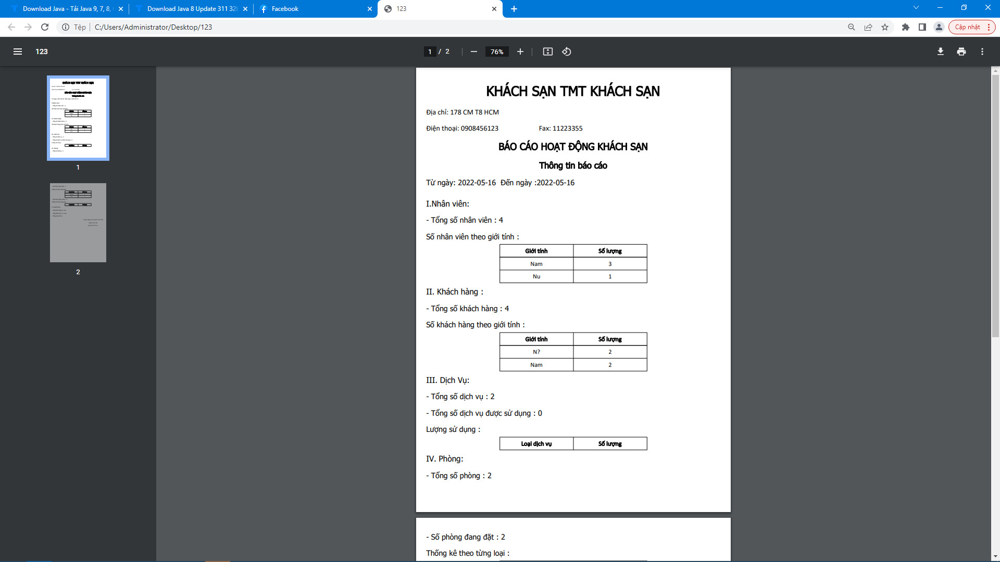 Download Java - Tải Java 9, 7, 8,
Download Java 8 Update 311 32b
Facebook
123
Tệp
C:/Users/Administrator/Desktop/123
Cập nhật
123
1 / 2
76%
1
2
KHÁCH SẠN TMT KHÁCH SẠN
Địa chỉ: 178 CM T8 HCM
Điện thoại: 0908456123 Fax: 11223355
BÁO CÁO HOẠT ĐỘNG KHÁCH SẠN
Thông tin báo cáo
Từ ngày: 2022-05-16 Đến ngày :2022-05-16
I.Nhân viên:
- Tổng số nhân viên : 4
Số nhân viên theo giới tính :
Giới tính Số lượng
Nam 3
Nu 1
II. Khách hàng :
- Tổng số khách hàng : 4
Số khách hàng theo giới tính :
Giới tính Số lượng
N? 2
Nam 2
III. Dịch Vụ:
- Tổng số dịch vụ : 2
- Tổng số dịch vụ được sử dụng : 0
Lượng sử dụng :
Loại dịch vụ Số lượng
IV. Phòng:
- Tổng số phòng : 2
- Số phòng đang đặt : 2
Thống kê theo từng loại :